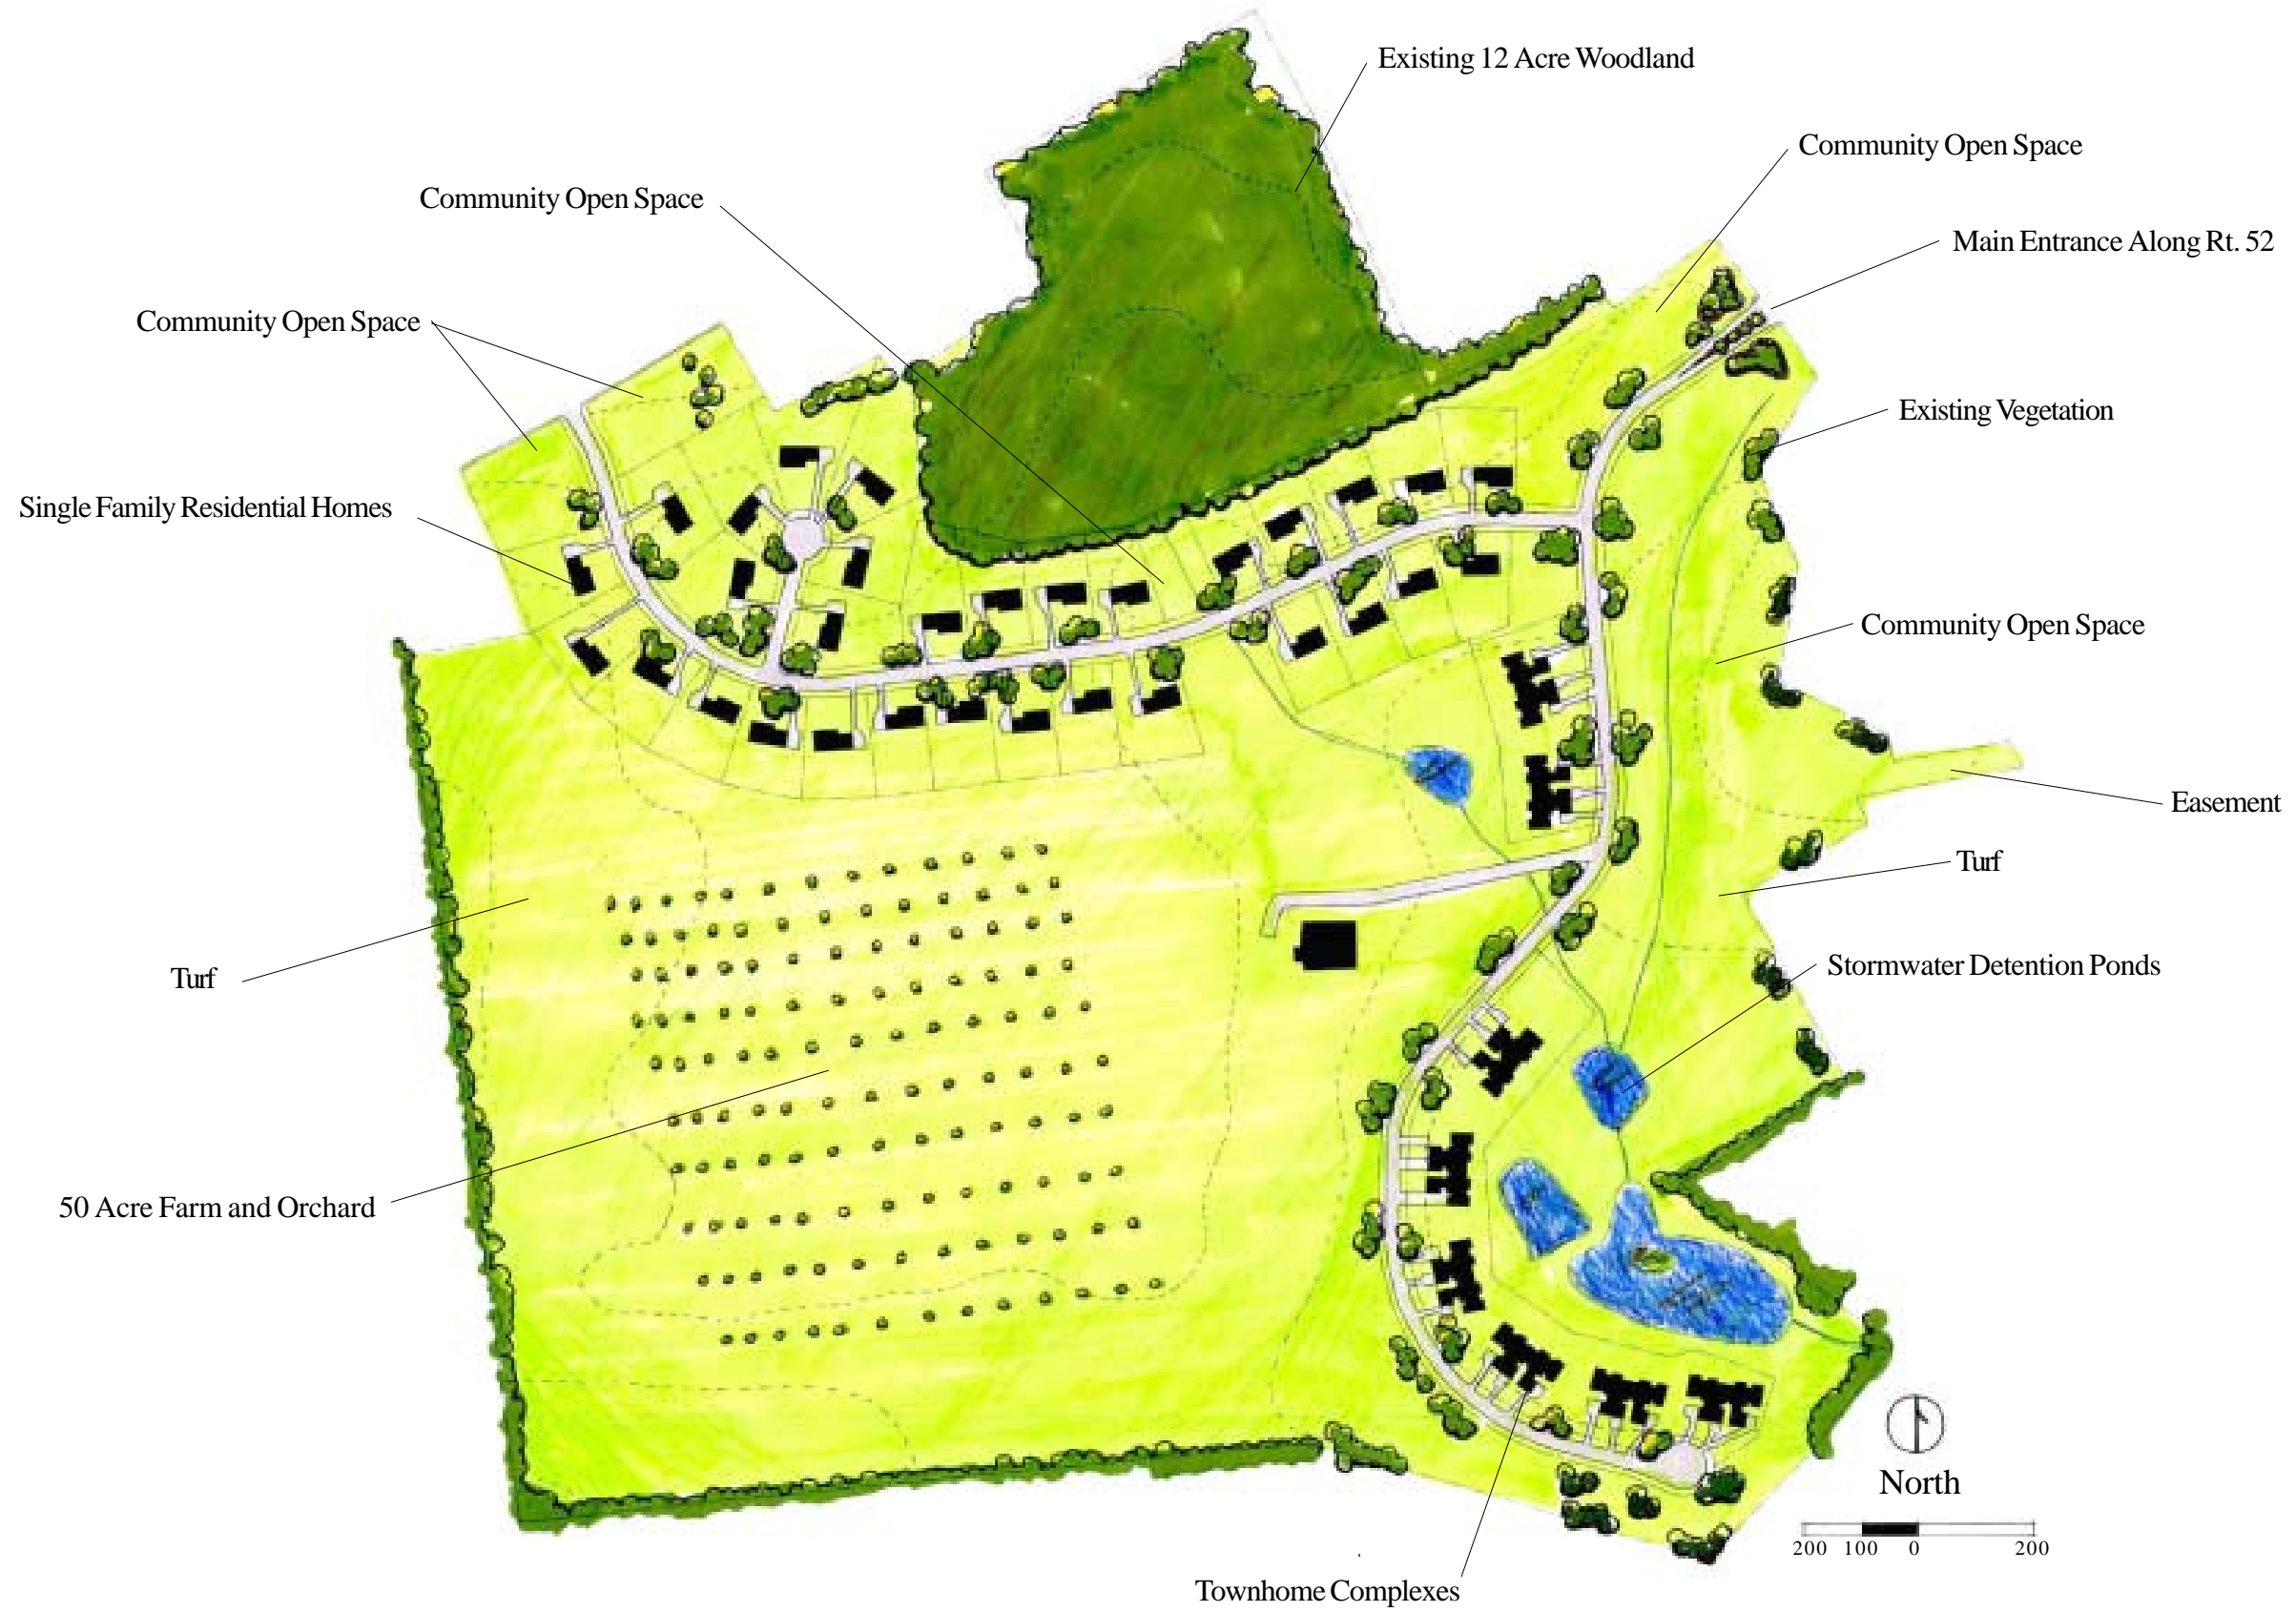 Existing 12 Acre Woodland
Community Open Space
Community Open Space
Main Entrance Along Rt. 52
Community Open Space
Existing Vegetation
Single Family Residential Homes
Community Open Space
Easement
Turf
Stormwater Detention Ponds
Turf
50 Acre Farm and Orchard
North
200 100 0 200
Townhome Complexes